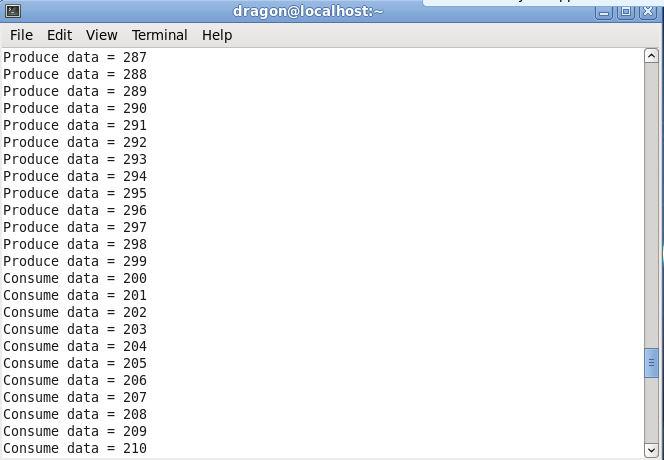 dragon@localhost:~
File Edit View Terminal Help
Produce data = 287
Produce data = 288
Produce data = 289
Produce data = 290
Produce data = 291
Produce data = 292
Produce data = 293
Produce data = 294
Produce data = 295
Produce data = 296
Produce data = 297
Produce data = 298
Produce data = 299
Consume data = 200
Consume data = 201
Consume data = 202
Consume data = 203
Consume data = 204
Consume data = 205
Consume data = 206
Consume data = 207
Consume data = 208
Consume data = 209
Consume data = 210